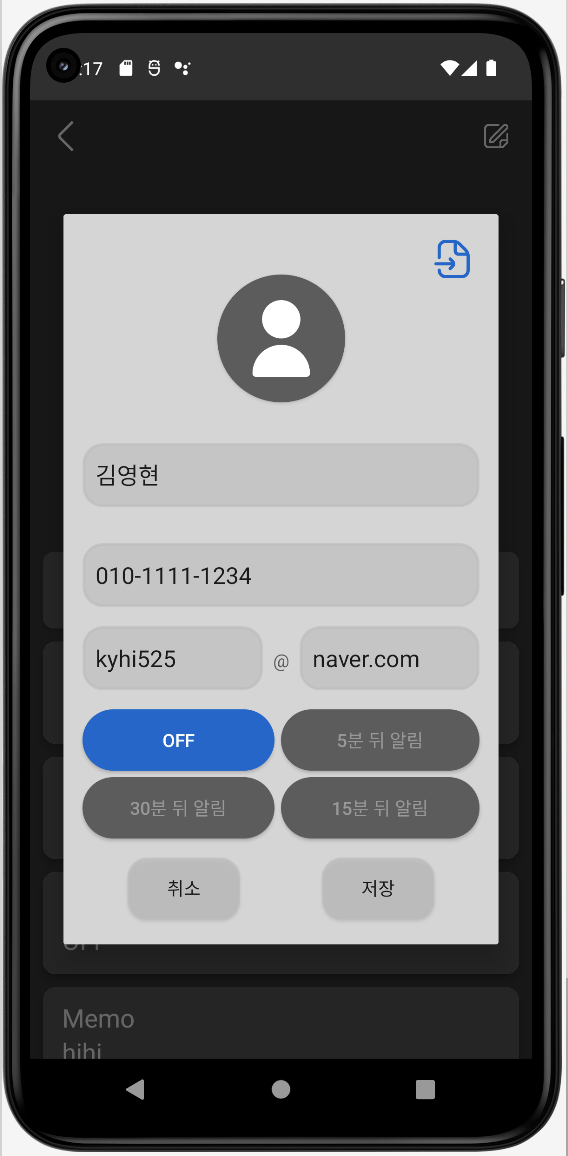 :17
김영현
010-1111-1234
kyhi525 @ naver.com
OFF 5분 뒤 알림
30분 뒤 알림 15분 뒤 알림
취소 저장
Memo
hihi